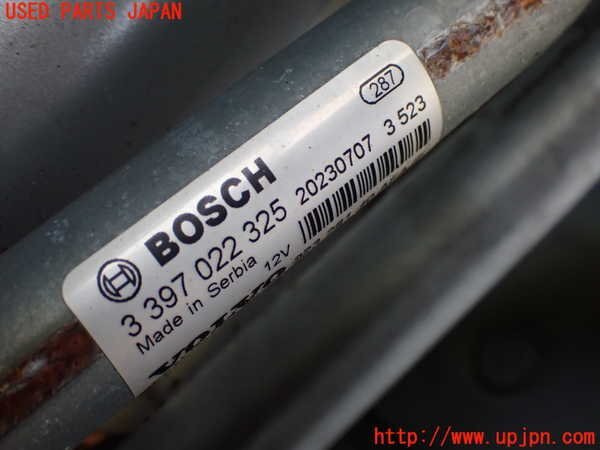 USED PARTS JAPAN
287
BOSCH 20230707 3 523
3 397 022 325
Made in Serbia 12V
VOLVO
http://www.upjpn.com/